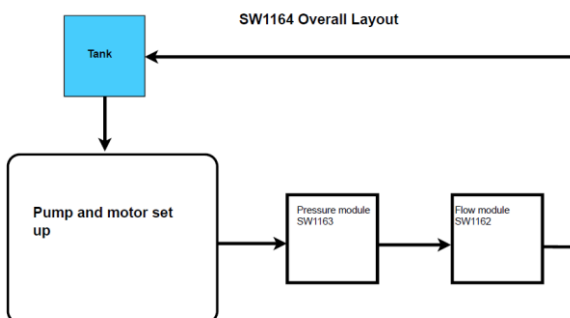 SW1164 Overall Layout
Tank
Pump and motor set
up
Pressure module
SW1163
Flow module
SW1162